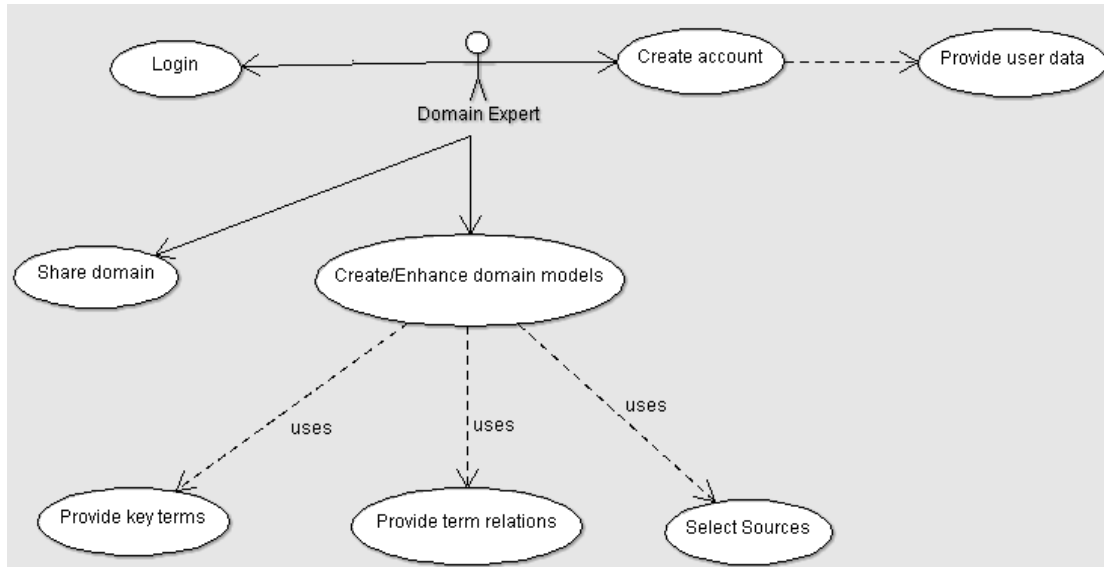 Login
Create account
Provide user data
Domain Expert
Share domain
Create/Enhance domain models
uses
uses
uses
Provide key terms
Provide term relations
Select Sources